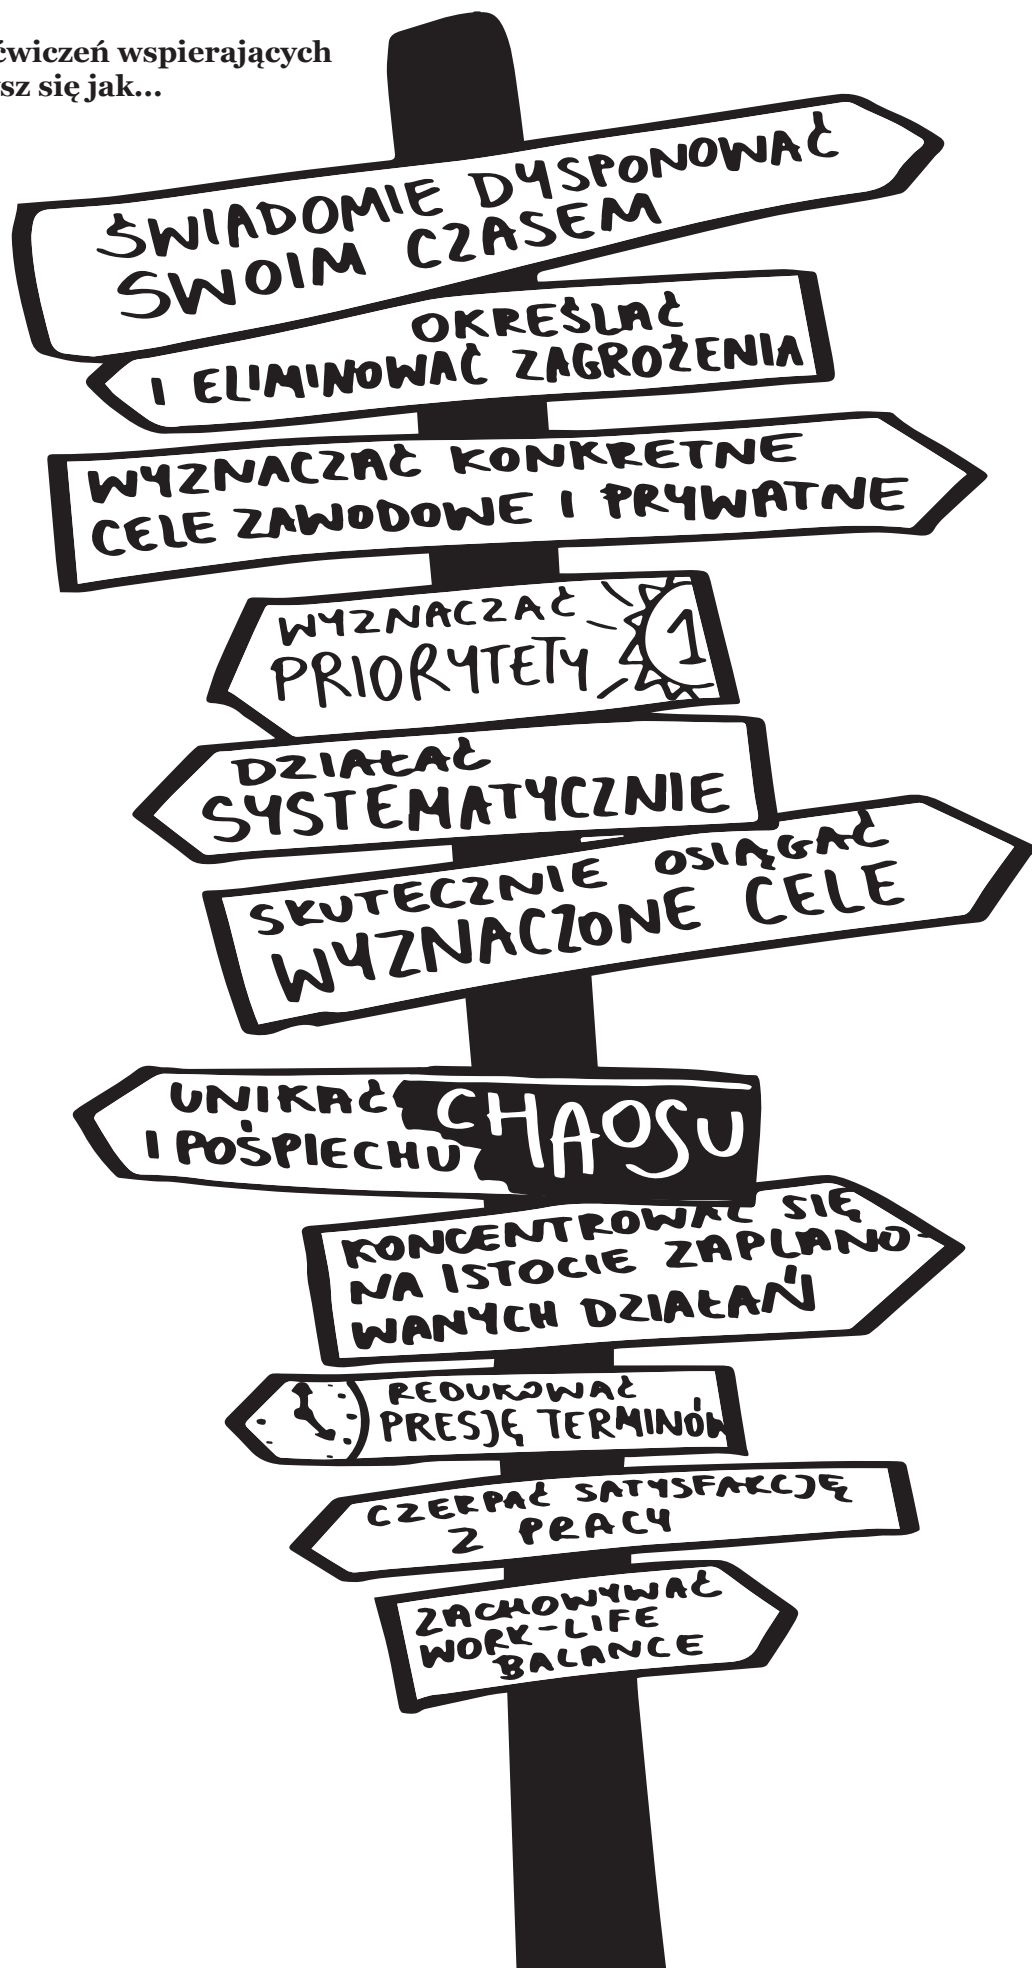 ćwiczeń wspierających
sz się jak...
ŚWIADOMIE DYSPONOWAĆ
SWOIM CZASEM
OKREŚLAĆ
I ELIMINOWAĆ ZAGROŻENIA
WYZNACZAĆ KONKRETNE
CELE ZAWODOWE I PRYWATNE
WYZNACZAĆ
PRIORYTETY
1
DZIAŁAĆ
SYSTEMATYCZNIE
SKUTECZNIE OSIĄGAĆ
WYZNACZONE CELE
UNIKAĆ CHAOSU
I POŚPIECHU
KONCENTROWAĆ SIĘ
NA ISTOCIE ZAPLANO-
WANYCH DZIAŁAŃ
REDUKOWAĆ
PRESJĘ TERMINÓW
CZERPAĆ SATYSFAKCJĘ
Z PRACY
ZACHOWYWAĆ
WORK-LIFE
BALANCE